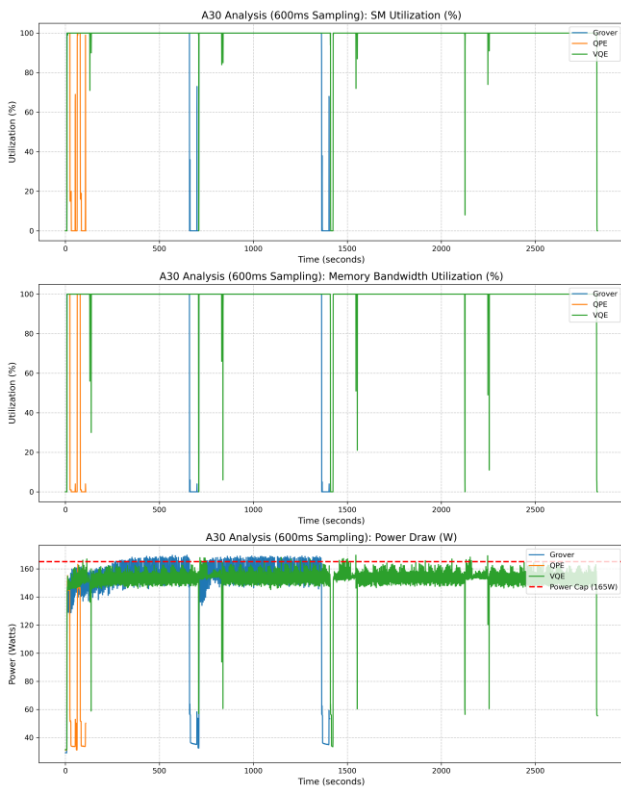 A30 Analysis (600ms Sampling): SM Utilization (%)
100
80
60
40
20
0
Utilization (%)
Grover
QPE
VQE
0 500 1000 1500 2000 2500
Time (seconds)
A30 Analysis (600ms Sampling): Memory Bandwidth Utilization (%)
100
80
60
40
20
0
Utilization (%)
Grover
QPE
VQE
0 500 1000 1500 2000 2500
Time (seconds)
A30 Analysis (600ms Sampling): Power Draw (W)
160
140
120
100
80
60
40
Power (Watts)
Grover
QPE
VQE
Power Cap (165W)
0 500 1000 1500 2000 2500
Time (seconds)